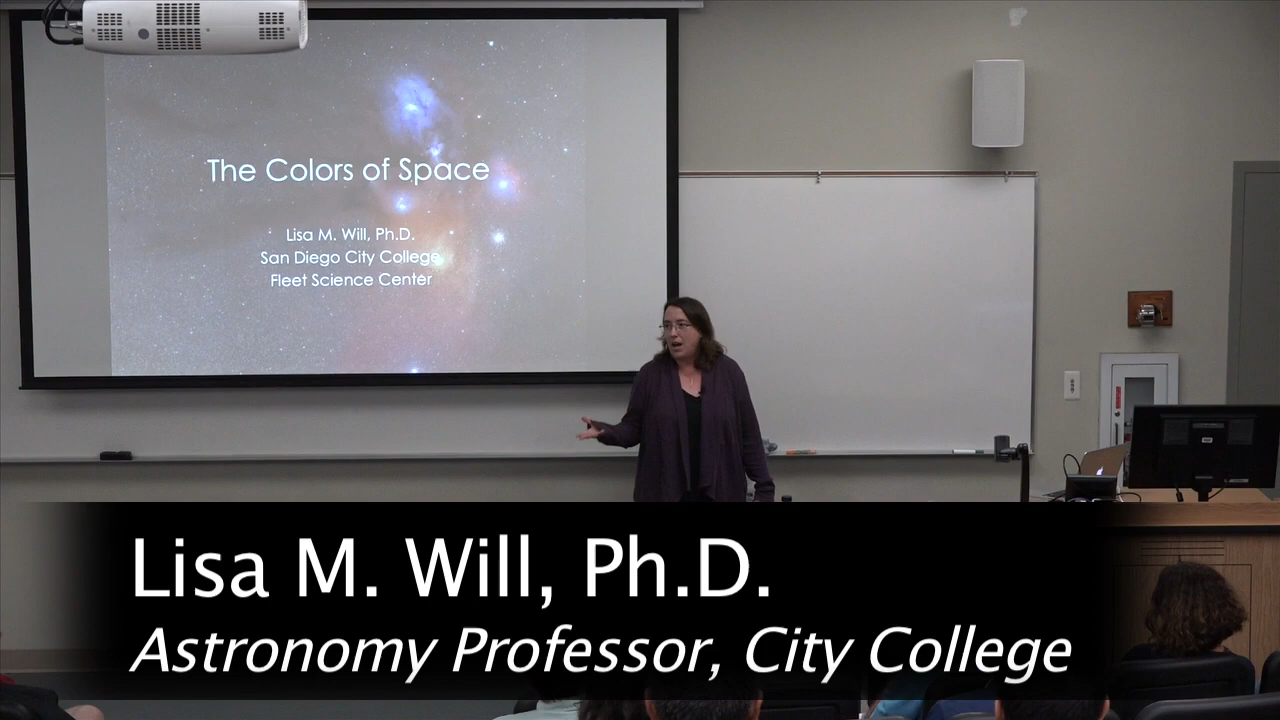 The Colors of Space
Lisa M. Will, Ph.D.
San Diego City College
Fleet Science Center
Lisa M. Will, Ph.D.
Astronomy Professor, City College